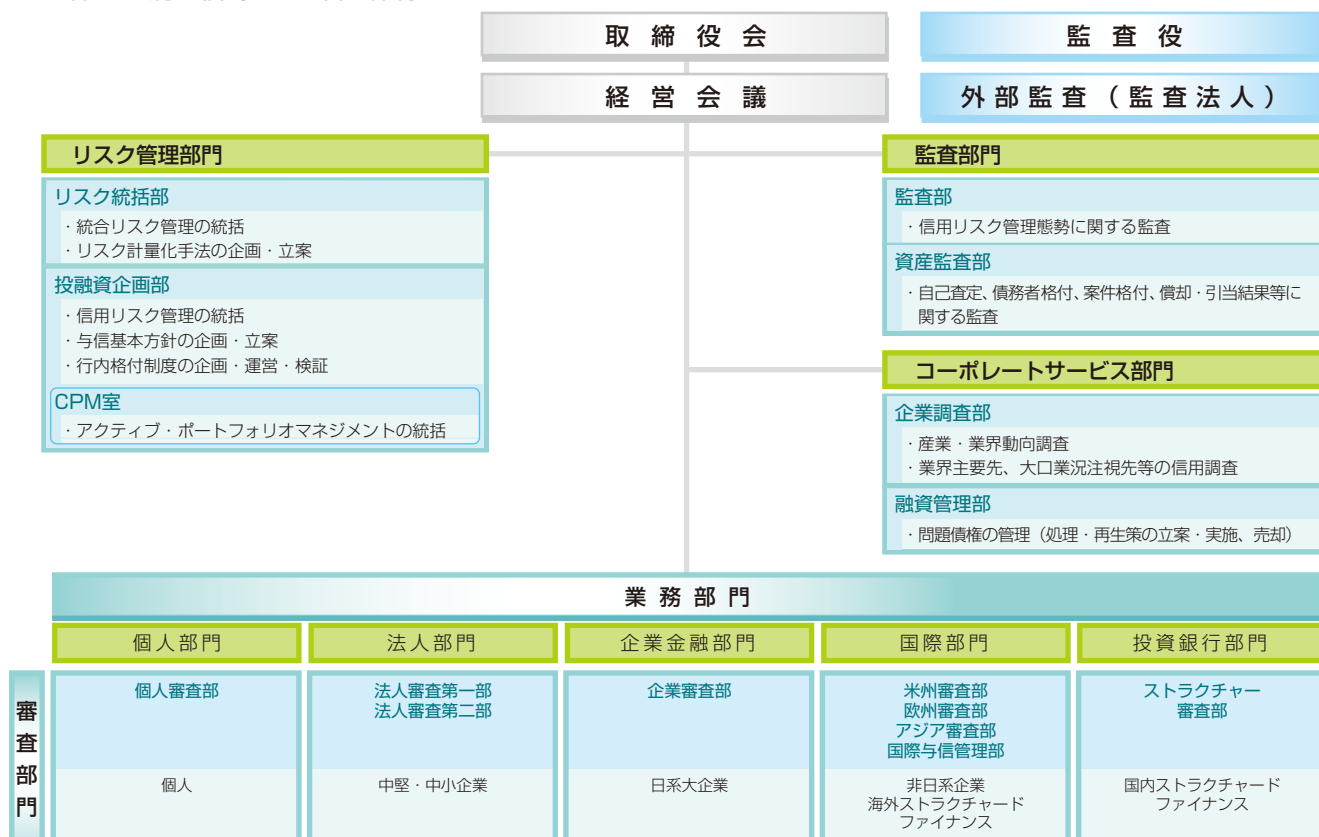 取締役会
監査役
経営会議
外部監査（監査法人）
リスク管理部門
リスク統括部
・統合リスク管理の統括
・リスク計量化手法の企画・立案
投融資企画部
・信用リスク管理の統括
・与信基本方針の企画・立案
・行内格付制度の企画・運営・検証
CPM室
・アクティブ・ポートフォリオマネジメントの統括
監査部門
監査部
・信用リスク管理態勢に関する監査
資産監査部
・自己査定、債務者格付、案件格付、償却・引当結果等に
関する監査
コーポレートサービス部門
企業調査部
・産業・業界動向調査
・業界主要先、大口業況注視先等の信用調査
融資管理部
・問題債権の管理（処理・再生策の立案・実施、売却）
業務部門
個人部門
法人部門
企業金融部門
国際部門
投資銀行部門
審査部門
個人審査部
法人審査第一部
法人審査第二部
企業審査部
米州審査部
欧州審査部
アジア審査部
国際与信管理部
ストラクチャー
審査部
個人
中堅・中小企業
日系大企業
非日系企業
海外ストラクチャード
ファイナンス
国内ストラクチャード
ファイナンス